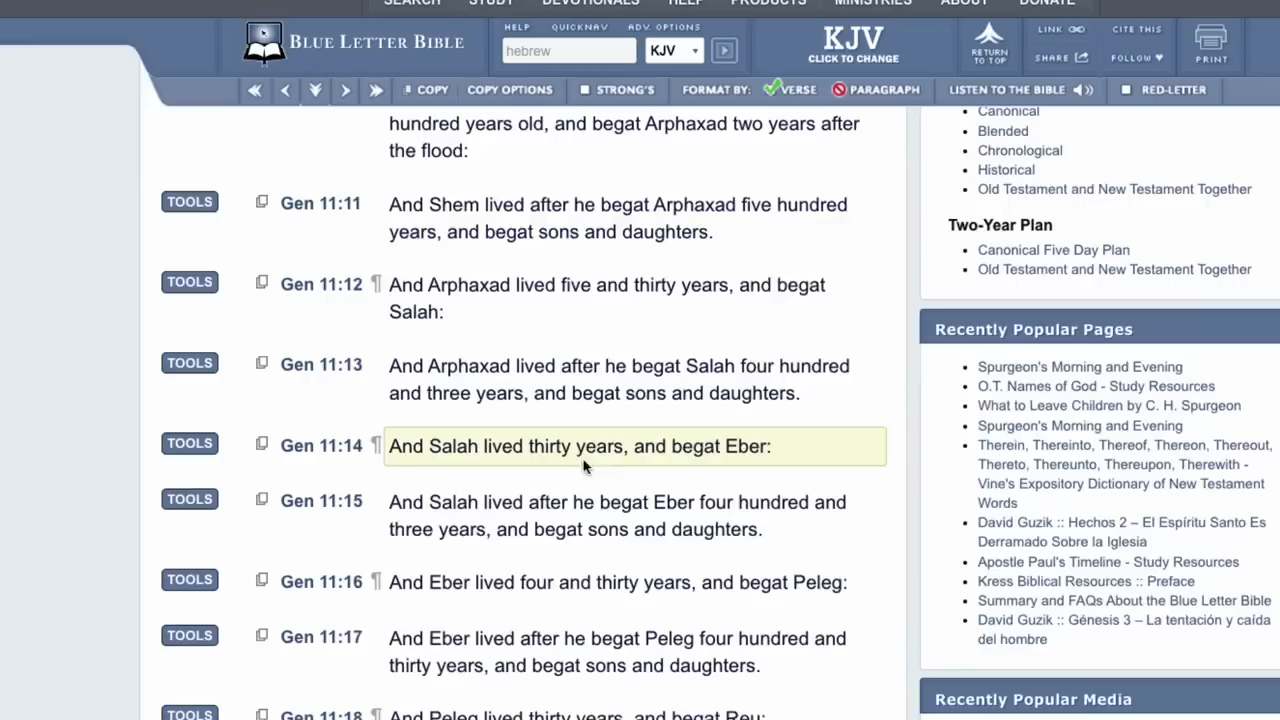 SEARCH STUDY DEVOTIONALS HELP PRODUCTS MINISTRIES ABOUT DONATE
BLUE LETTER BIBLE
HELP QUICKNAV ADV. OPTIONS
hebrew KJV
KJV
CLICK TO CHANGE
RETURN
TO TOP
LINK CITE THIS
SHARE FOLLOW
PRINT
COPY COPY OPTIONS STRONG'S FORMAT BY: VERSE PARAGRAPH LISTEN TO THE BIBLE RED-LETTER
hundred years old, and begat Arphaxad two years after
the flood:
TOOLS Gen 11:11 And Shem lived after he begat Arphaxad five hundred
years, and begat sons and daughters.
TOOLS Gen 11:12 ¶ And Arphaxad lived five and thirty years, and begat
Salah:
TOOLS Gen 11:13 And Arphaxad lived after he begat Salah four hundred
and three years, and begat sons and daughters.
TOOLS Gen 11:14 ¶ And Salah lived thirty years, and begat Eber:
TOOLS Gen 11:15 And Salah lived after he begat Eber four hundred and
three years, and begat sons and daughters.
TOOLS Gen 11:16 ¶ And Eber lived four and thirty years, and begat Peleg:
TOOLS Gen 11:17 And Eber lived after he begat Peleg four hundred and
thirty years, and begat sons and daughters.
TOOLS Gen 11:18 ¶ And Peleg lived thirty years, and begat Reu:
Canonical
Blended
Chronological
Historical
Old Testament and New Testament Together
Two-Year Plan
Canonical Five Day Plan
Old Testament and New Testament Together
Recently Popular Pages
Spurgeon's Morning and Evening
O.T. Names of God - Study Resources
What to Leave Children by C. H. Spurgeon
Spurgeon's Morning and Evening
Therein, Thereinto, Thereof, Thereon, Thereout,
Thereto, Thereunto, Thereupon, Therewith -
Vine's Expository Dictionary of New Testament
Words
David Guzik :: Hechos 2 – El Espíritu Santo Es
Derramado Sobre la Iglesia
Apostle Paul's Timeline - Study Resources
Kress Biblical Resources :: Preface
Summary and FAQs About the Blue Letter Bible
David Guzik :: Génesis 3 – La tentación y caída
del hombre
Recently Popular Media